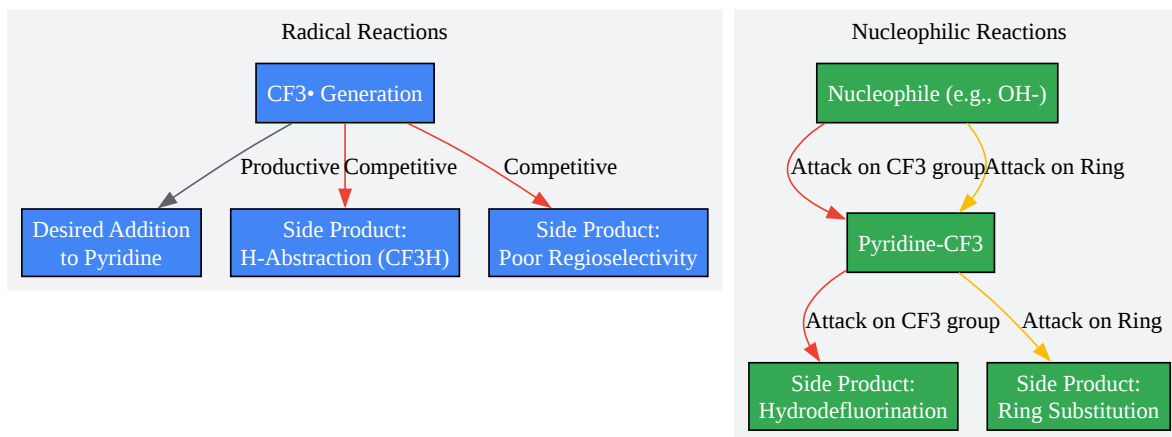 Radical Reactions
CF3• Generation
Productive
Competitive
Competitive
Desired Addition
to Pyridine
Side Product:
H-Abstraction (CF3H)
Side Product:
Poor Regioselectivity
Nucleophilic Reactions
Nucleophile (e.g., OH-)
Attack on CF3 group
Attack on Ring
Pyridine-CF3
Attack on CF3 group
Attack on Ring
Side Product:
Hydrodefluorination
Side Product:
Ring Substitution